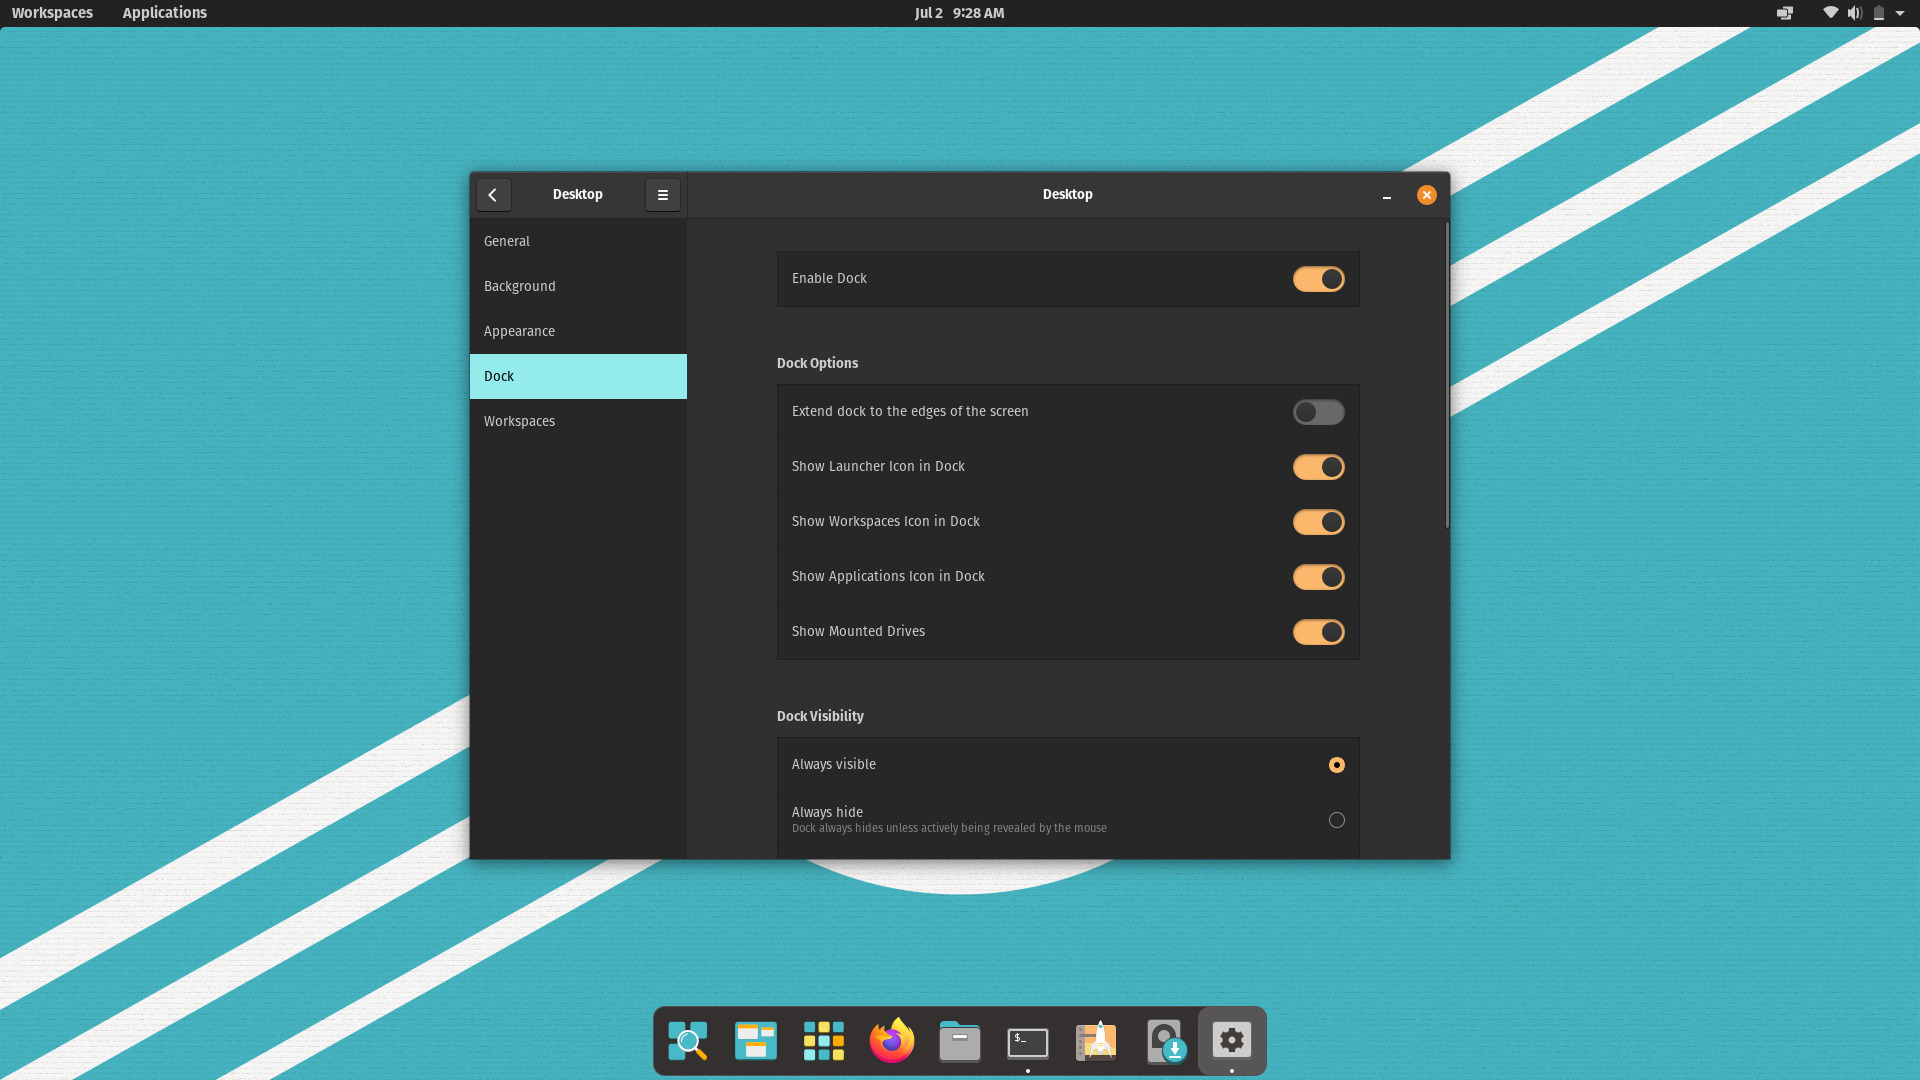 Workspaces Applications Jul 2 9:28 AM
Desktop Desktop
General
Background
Appearance
Dock
Workspaces
Enable Dock
Dock Options
Extend dock to the edges of the screen
Show Launcher Icon in Dock
Show Workspaces Icon in Dock
Show Applications Icon in Dock
Show Mounted Drives
Dock Visibility
Always visible
Always hide
Dock always hides unless actively being revealed by the mouse
$_